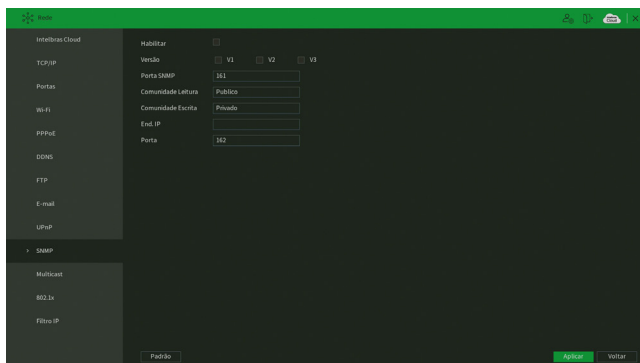 Rede
Intelbras Cloud
TCP/IP
Portas
Wi-Fi
PPPoE
DDNS
FTP
E-mail
UPnP
SNMP
Multicast
802.1x
Filtro IP
Habilitar
Versão V1 V2 V3
Porta SNMP 161
Comunidade Leitura Publico
Comunidade Escrita Privado
End. IP
Porta 162
Padrão Aplicar Voltar